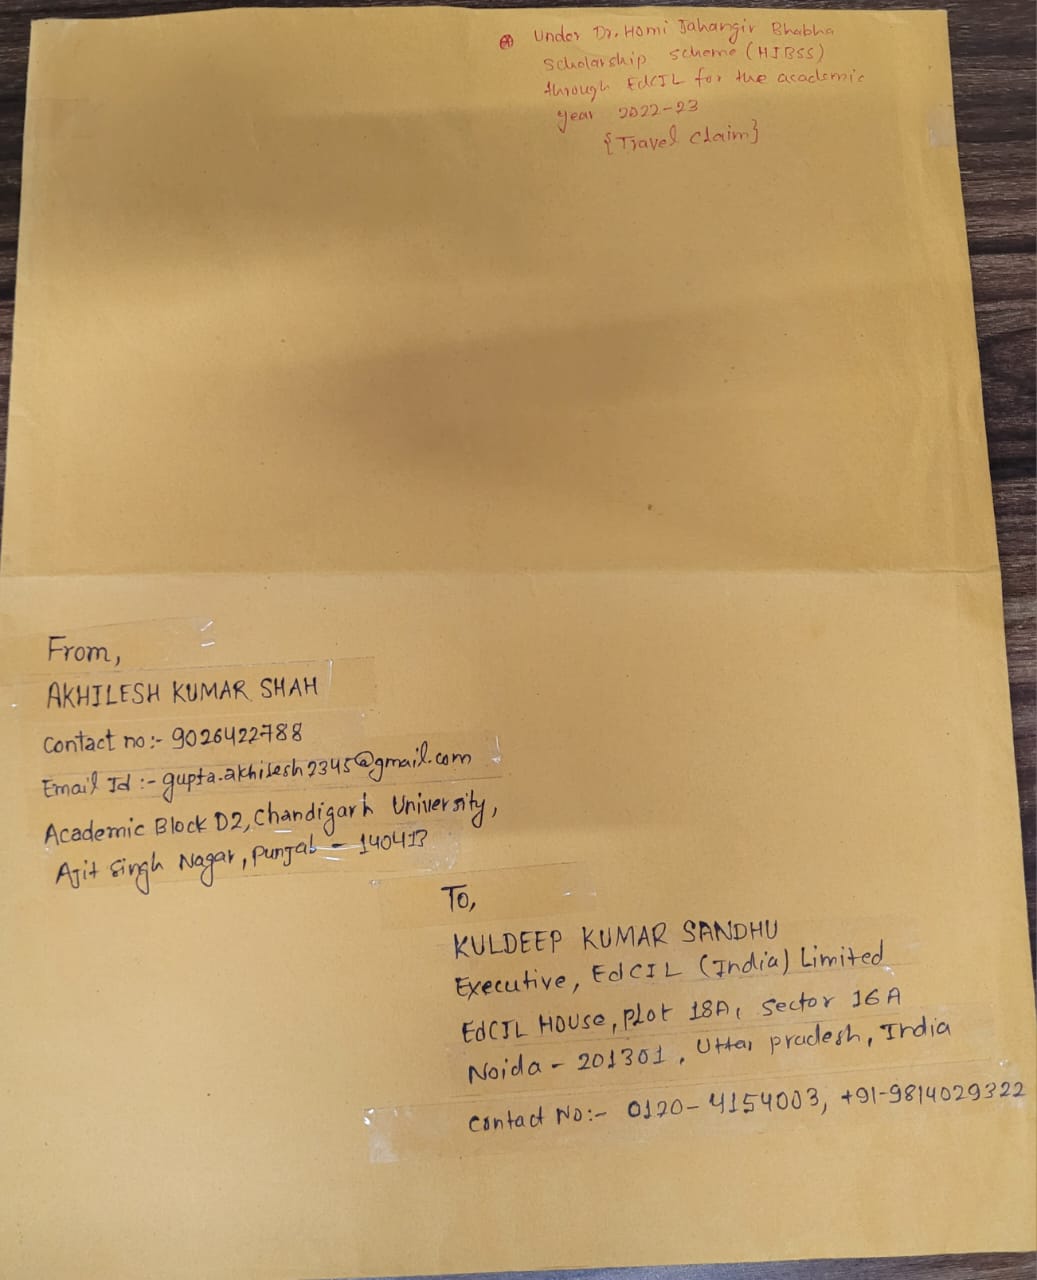 Under Dr. Homi Jahangir Bhabha
Scholarship scheme (HJBSS)
through EdCIL for the academic
year 2022-23
{Travel claim}
From,
AKHILESH KUMAR SHAH
Contact no:- 9026422788
Email Id :- gupta.akhilesh2345@gmail.com
Academic Block D2, Chandigarh University,
Ajit Singh Nagar, Punjab - 140413
To,
KULDEEP KUMAR SANDHU
Executive, EdCIL (India) Limited
EdCIL House, Plot 18A, Sector 16A
Noida - 201301, Uttar pradesh, India
Contact No:- 0120-4154003, +91-9814029322